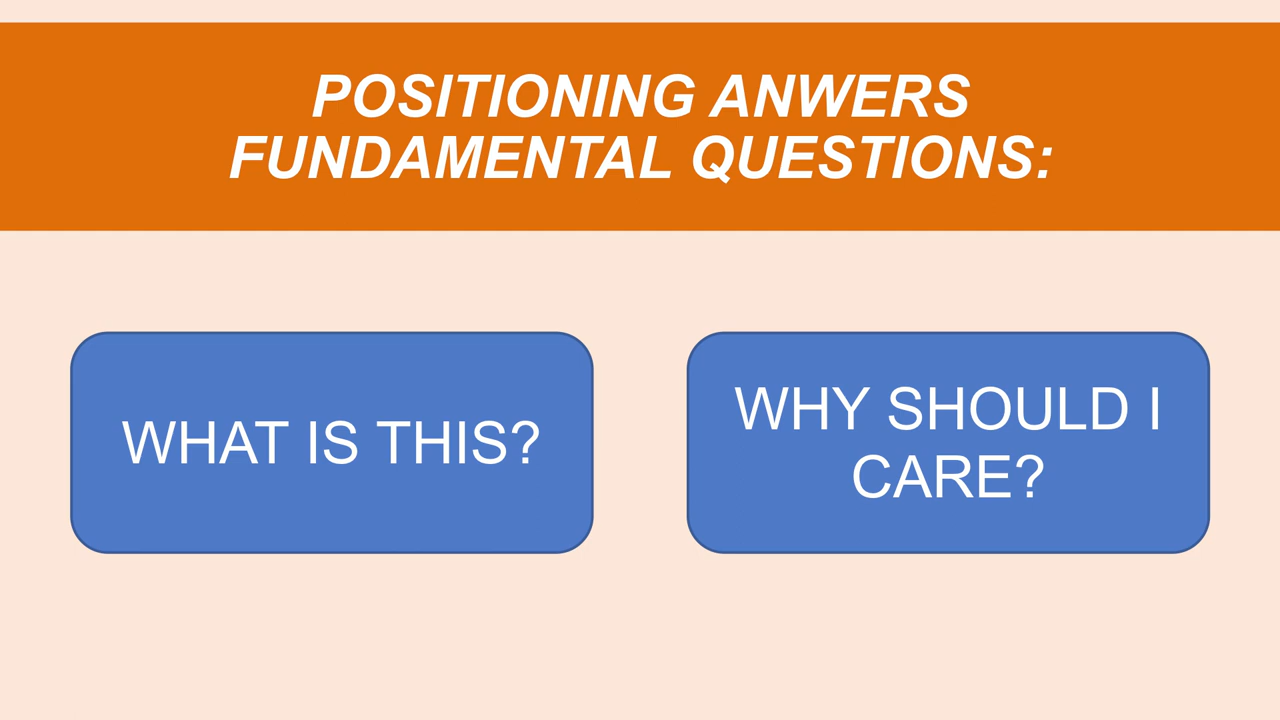 POSITIONING ANWERS
FUNDAMENTAL QUESTIONS:
WHAT IS THIS?
WHY SHOULD I
CARE?